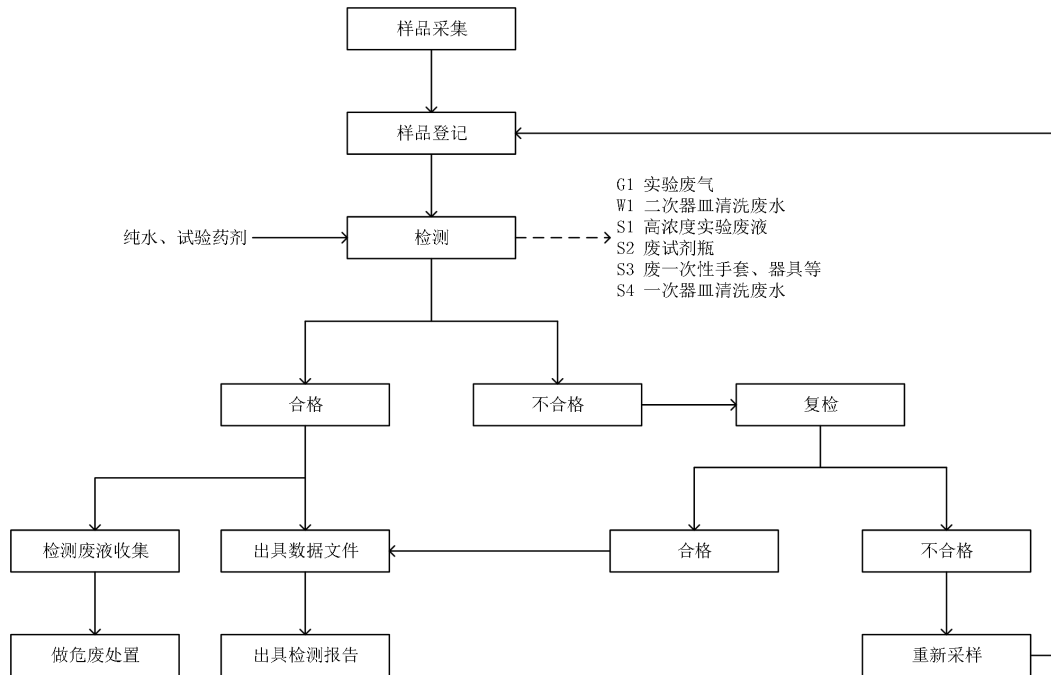 样品采集
样品登记
G1 实验废气
W1 二次器皿清洗废水
S1 高浓度实验废液
S2 废试剂瓶
S3 废一次性手套、器具等
S4 一次器皿清洗废水
纯水、试验药剂
检测
合格
不合格
复检
检测废液收集
出具数据文件
合格
不合格
做危废处置
出具检测报告
重新采样